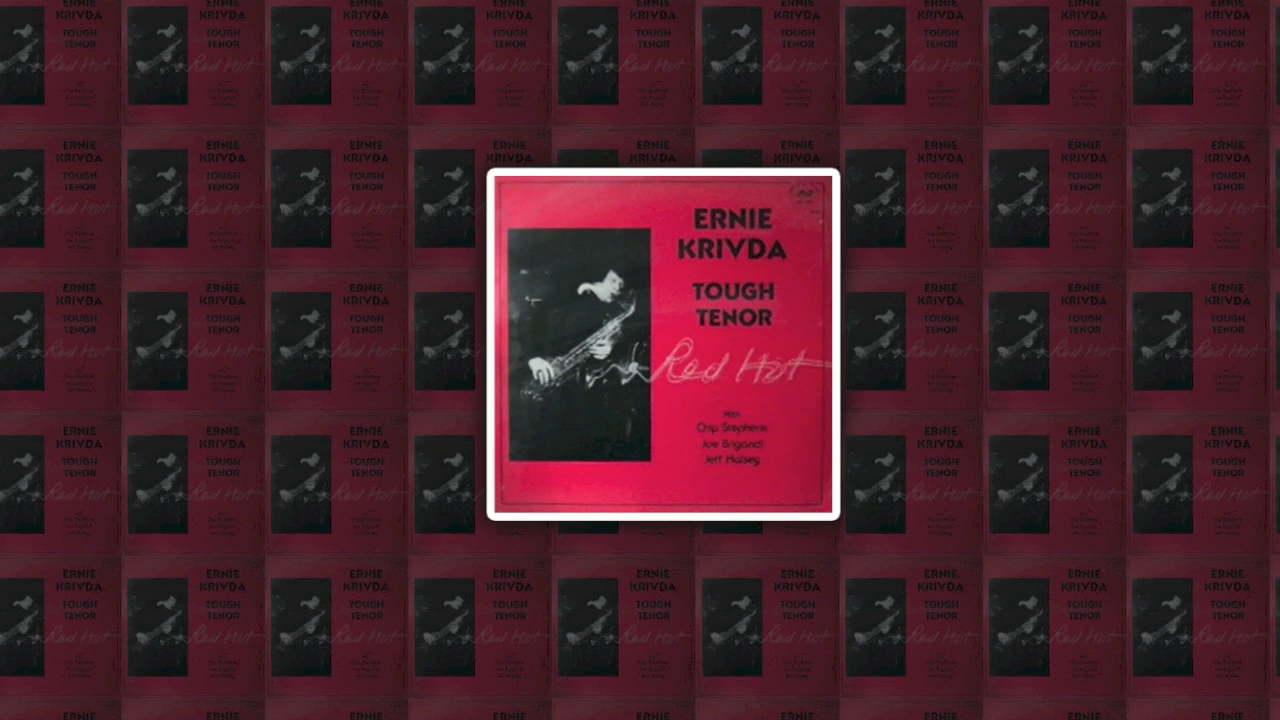 ERNIE
KRIVDA
TOUGH
TENOR
Red Hot
With
Chip Stephens
Joe Brigandi
Jeff Halsey